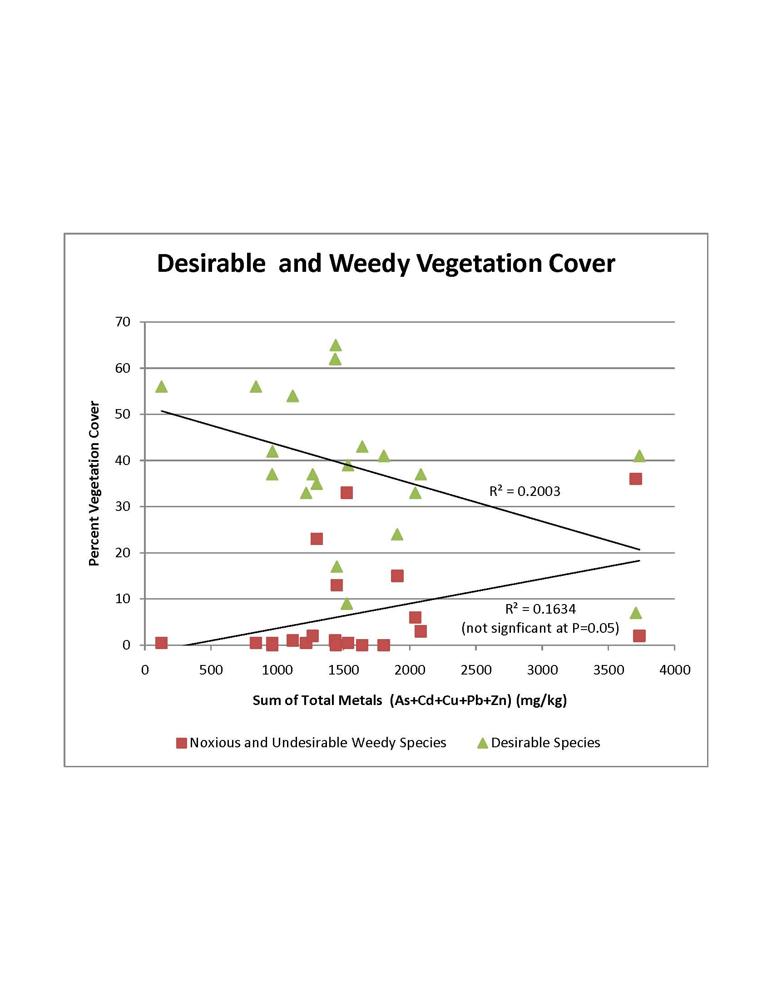 Desirable  and Weedy Vegetation Cover
70
60
50
40
30
20
10
0
Percent Vegetation Cover
R² = 0.2003
R² = 0.1634
(not signficant at P=0.05)
0 500 1000 1500 2000 2500 3000 3500 4000
Sum of Total Metals  (As+Cd+Cu+Pb+Zn) (mg/kg)
Noxious and Undesirable Weedy Species Desirable Species